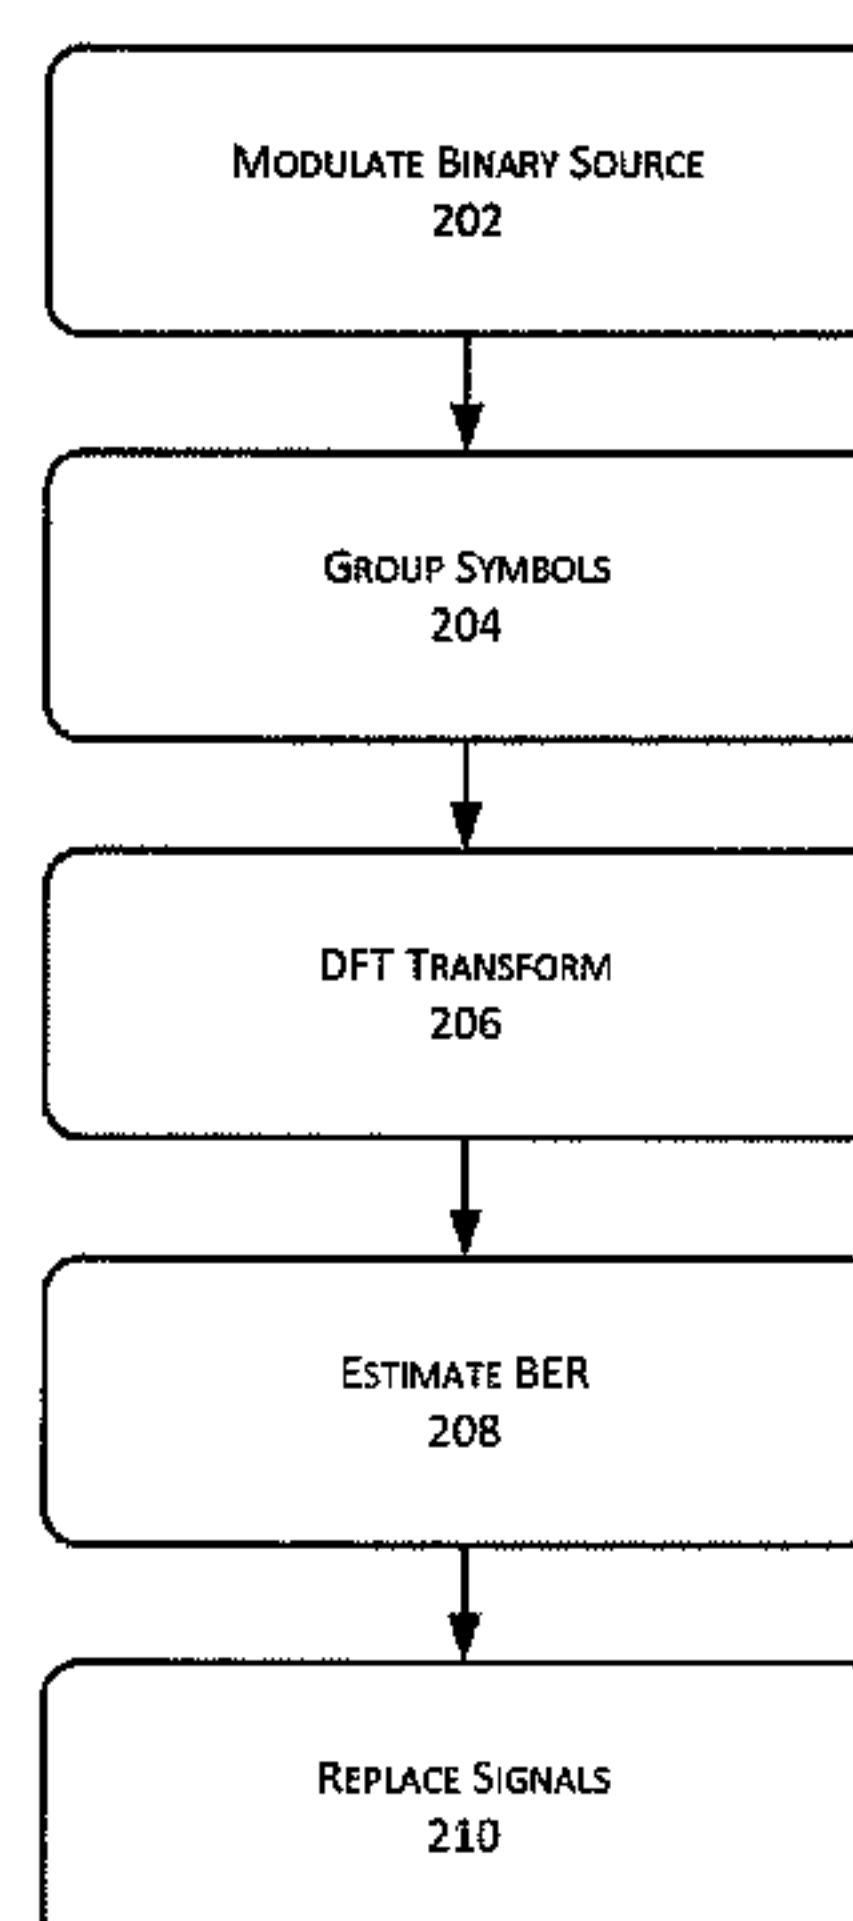 Modulate Binary Source
202
Group Symbols
204
DFT Transform
206
Estimate BER
208
Replace Signals
210